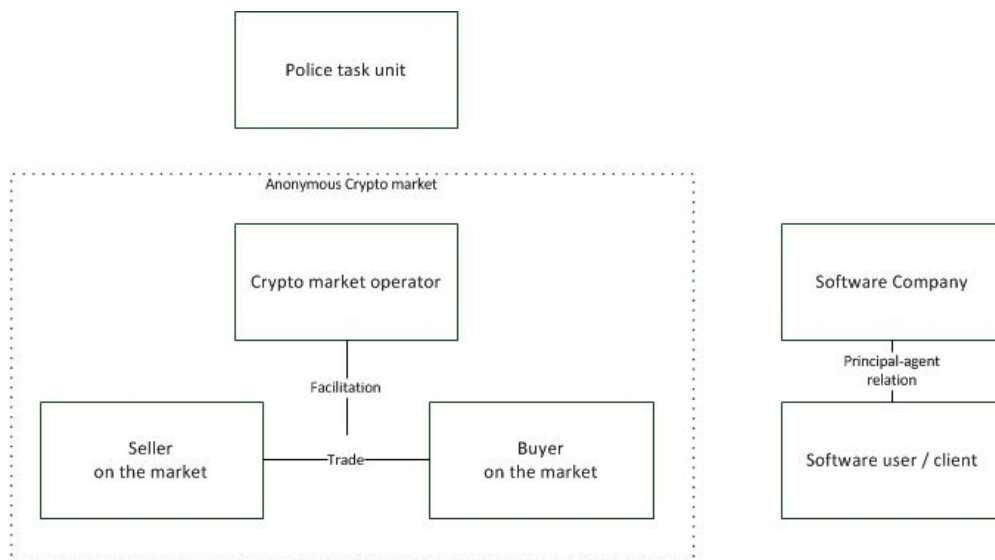 Police task unit
Anonymous Crypto market
Crypto market operator
Software Company
Facilitation
Principal-agent
relation
Seller
on the market
Trade
Buyer
on the market
Software user / client